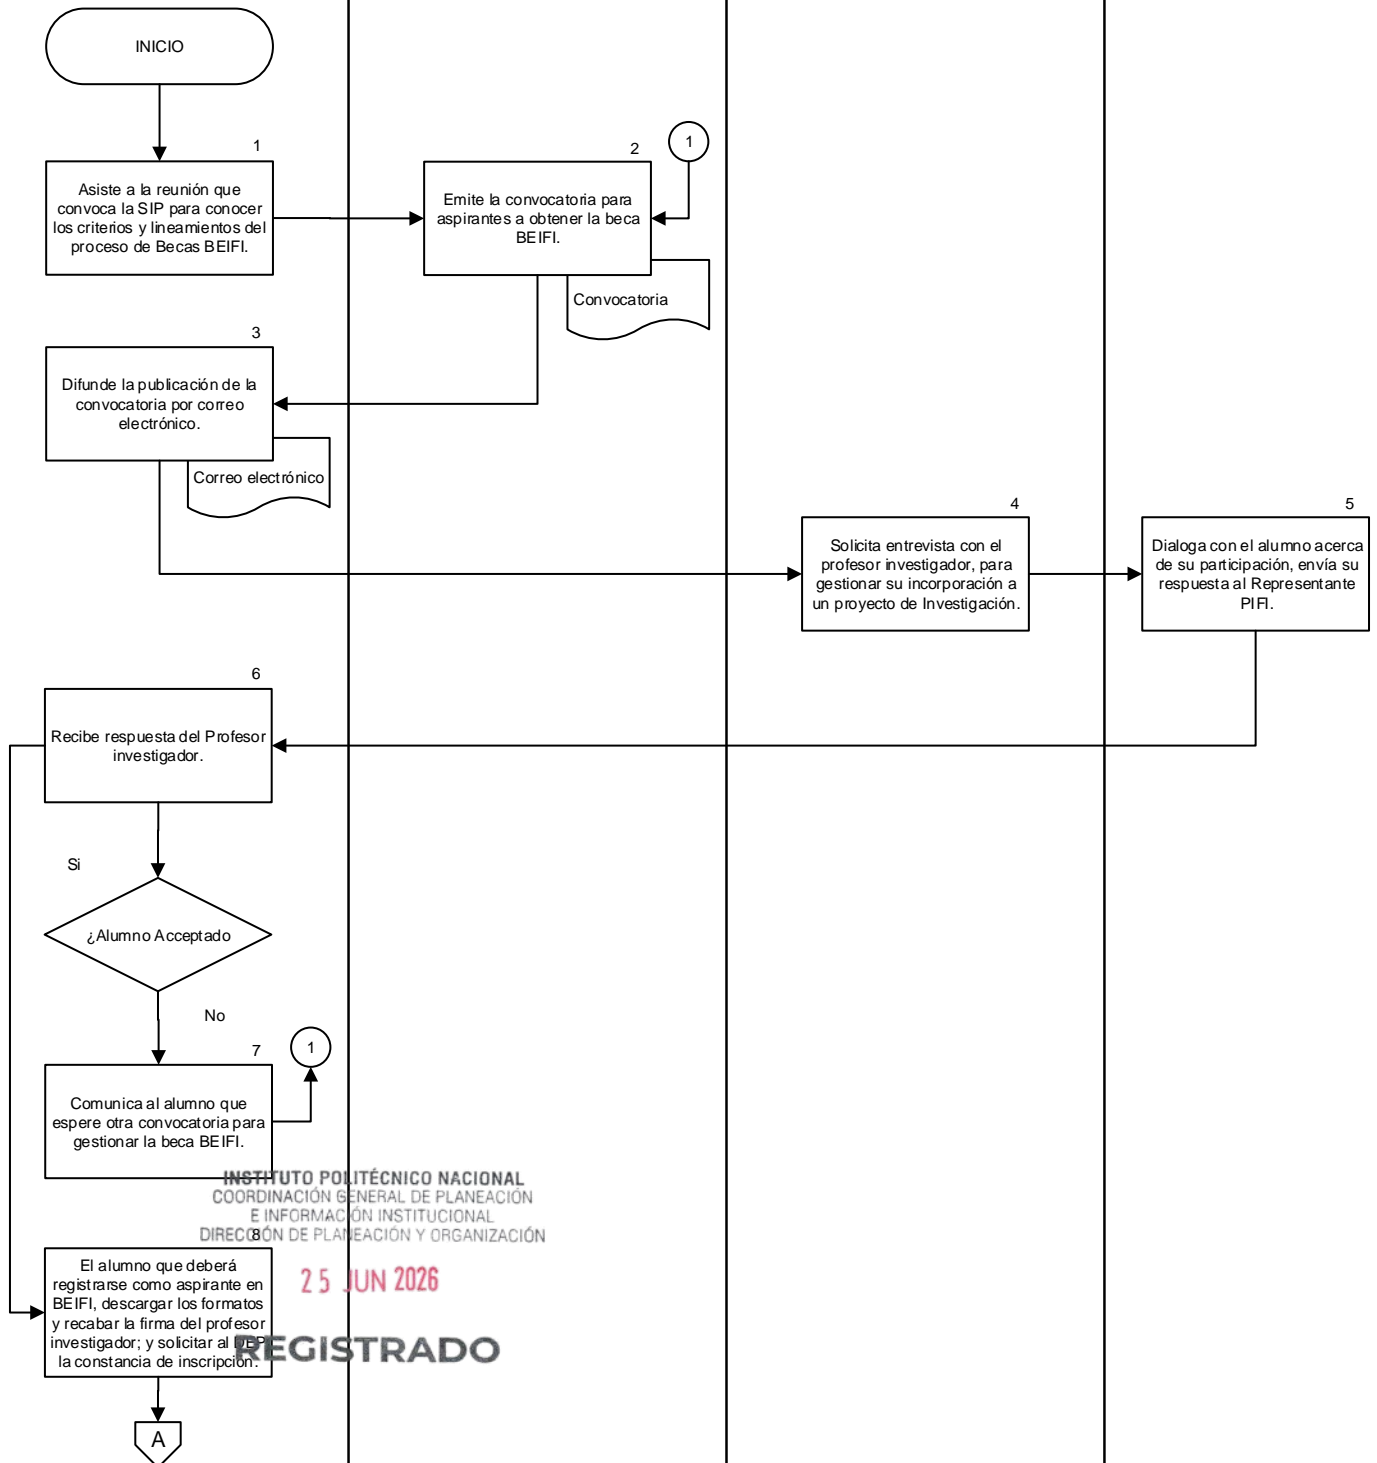 INICIO
1
Asiste a la reunión que
convoca la SIP para conocer
los criterios y lineamientos del
proceso de Becas BEIFI.
2
1
Emite la convocatoria para
aspirantes a obtener la beca
BEIFI.
Convocatoria
3
Difunde la publicación de la
convocatoria por correo
electrónico.
Correo electrónico
4
Solicita entrevista con el
profesor investigador, para
gestionar su incorporación a
un proyecto de Investigación.
5
Dialoga con el alumno acerca
de su participación, envía su
respuesta al Representante
PIFI.
6
Recibe respuesta del Profesor
investigador.
Si
¿Alumno Acceptado
No
7
1
Comunica al alumno que
espere otra convocatoria para
gestionar la beca BEIFI.
INSTITUTO POLITÉCNICO NACIONAL
COORDINACIÓN GENERAL DE PLANEACIÓN
E INFORMACIÓN INSTITUCIONAL
DIRECCIÓN DE PLANEACIÓN Y ORGANIZACIÓN
8
25 JUN 2026
REGISTRADO
El alumno que deberá
registrarse como aspirante en
BEIFI, descargar los formatos
y recabar la firma del profesor
investigador; y solicitar al DEP
la constancia de inscripción.
A